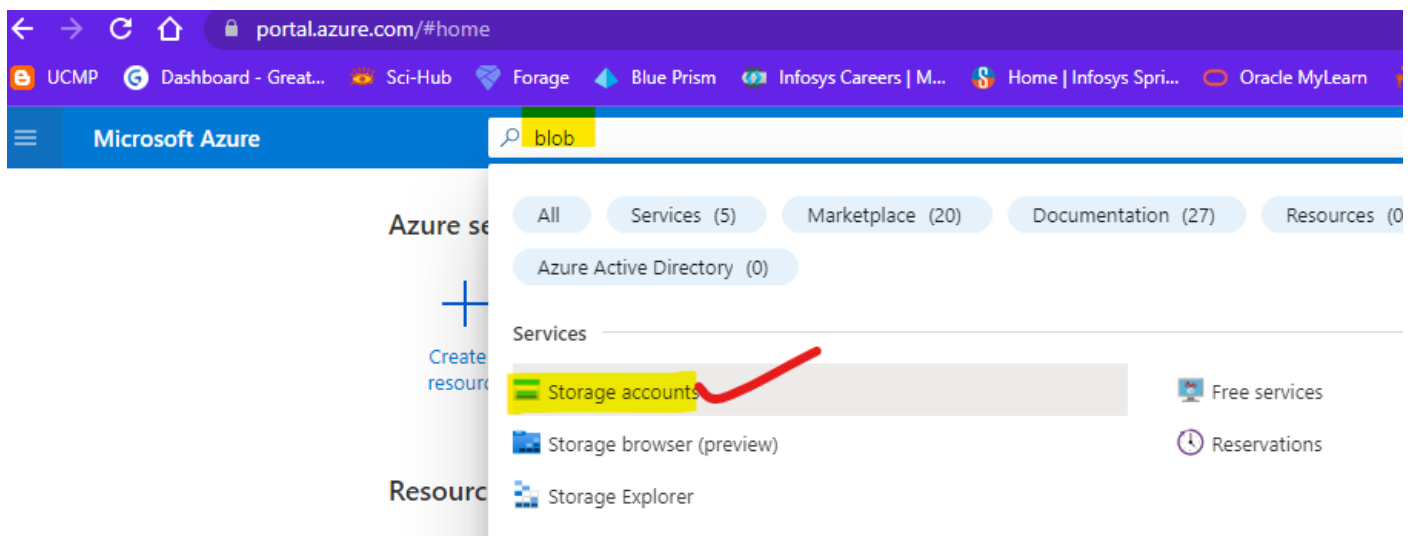 portal.azure.com/#home
UCMP Dashboard - Great... Sci-Hub Forage Blue Prism Infosys Careers | M... Home | Infosys Spri... Oracle MyLearn
Microsoft Azure
blob
All Services (5) Marketplace (20) Documentation (27) Resources (0
Azure se
Azure Active Directory (0)
Services
Create
resourc
Storage accounts Free services
Storage browser (preview) Reservations
Resourc
Storage Explorer